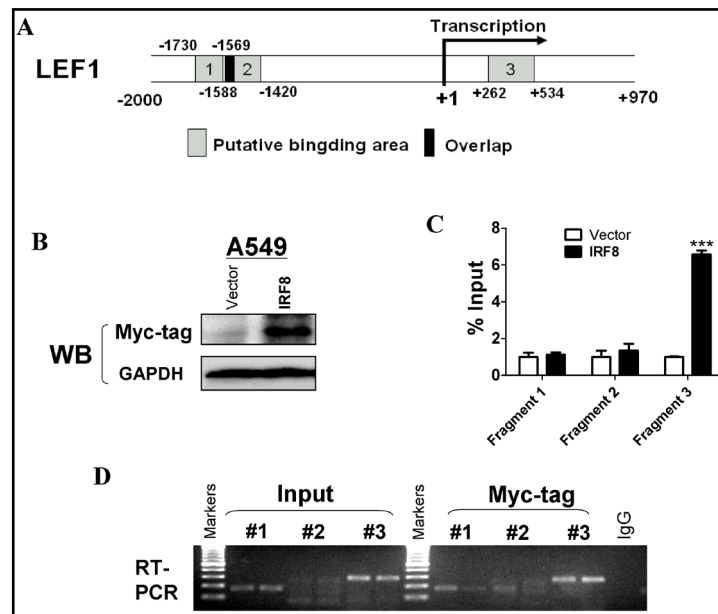 A
Transcription
-1730
-1569
LEF1
1
2
3
-2000
-1588
-1420
+1
+262
+534
+970
Putative bingding area
Overlap
B
A549
Vector
IRF8
WB
Myc-tag
GAPDH
C
Vector
IRF8
***
% Input
8
6
4
2
0
Fragment 1
Fragment 2
Fragment 3
D
Markers
Input
#1
#2
#3
Markers
Myc-tag
#1
#2
#3
IgG
RT-
PCR